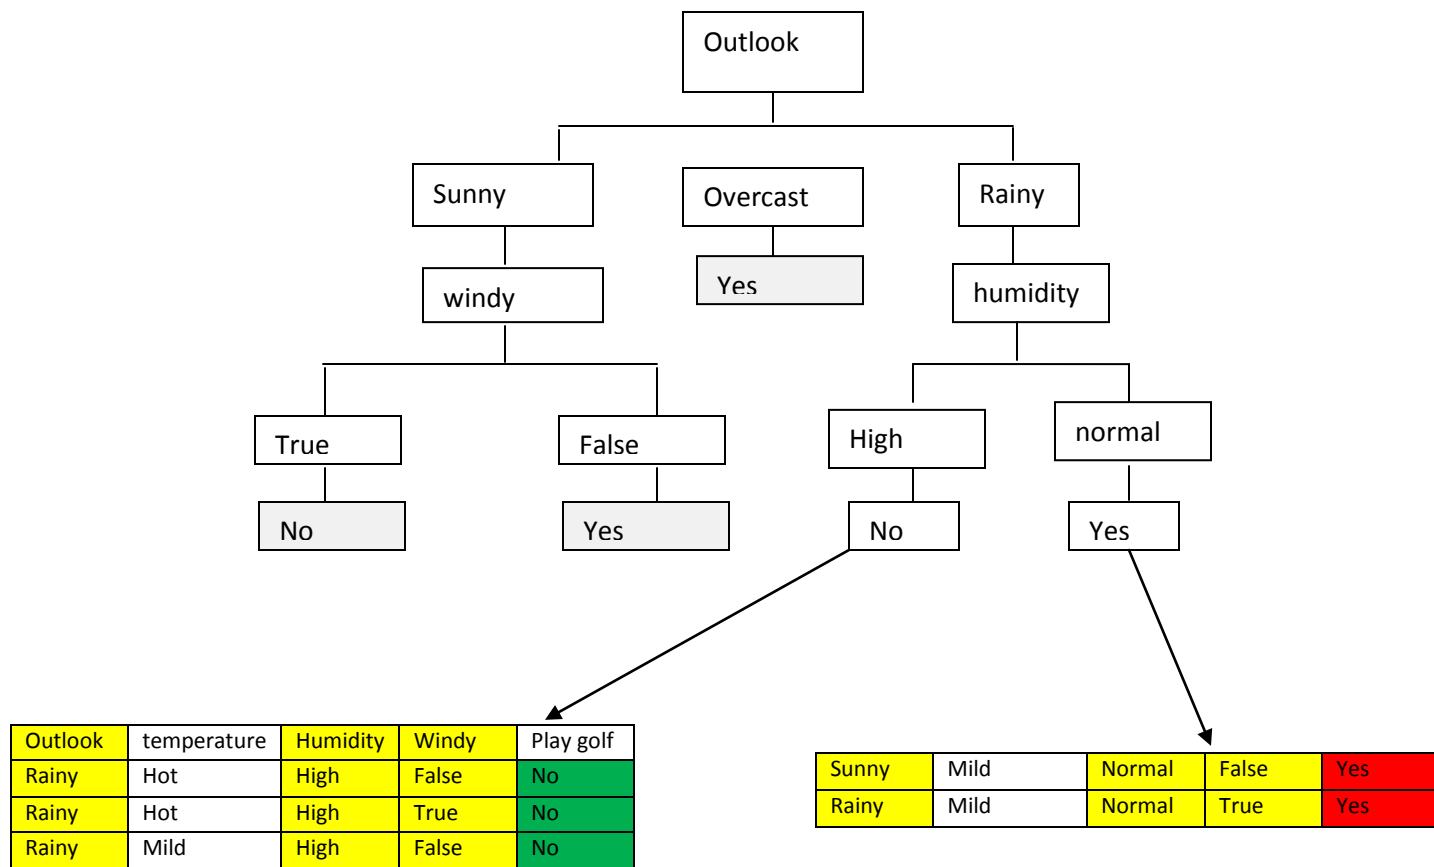 Outlook
Sunny Overcast Rainy
windy Yes humidity
True False High normal
No Yes No Yes
Outlook temperature Humidity Windy Play golf
Rainy Hot High False No
Rainy Hot High True No
Rainy Mild High False No
Sunny Mild Normal False Yes
Rainy Mild Normal True Yes